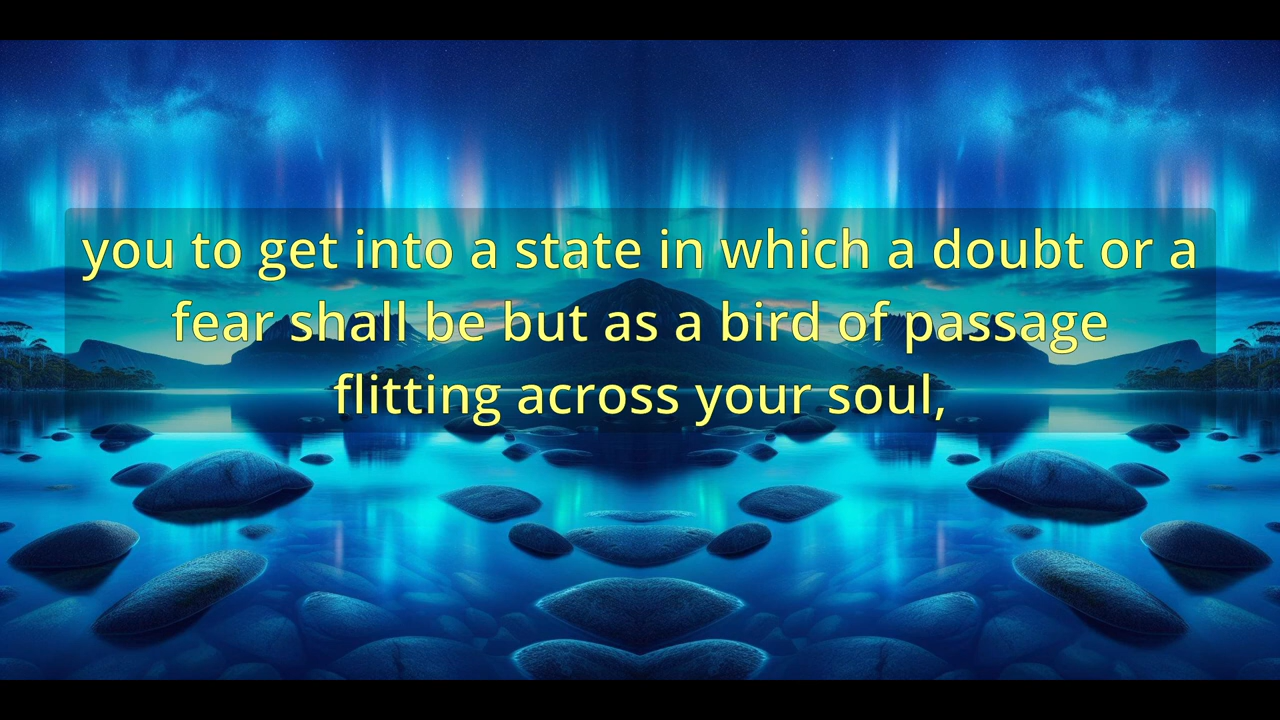 you to get into a state in which a doubt or a
fear shall be but as a bird of passage
flitting across your soul,